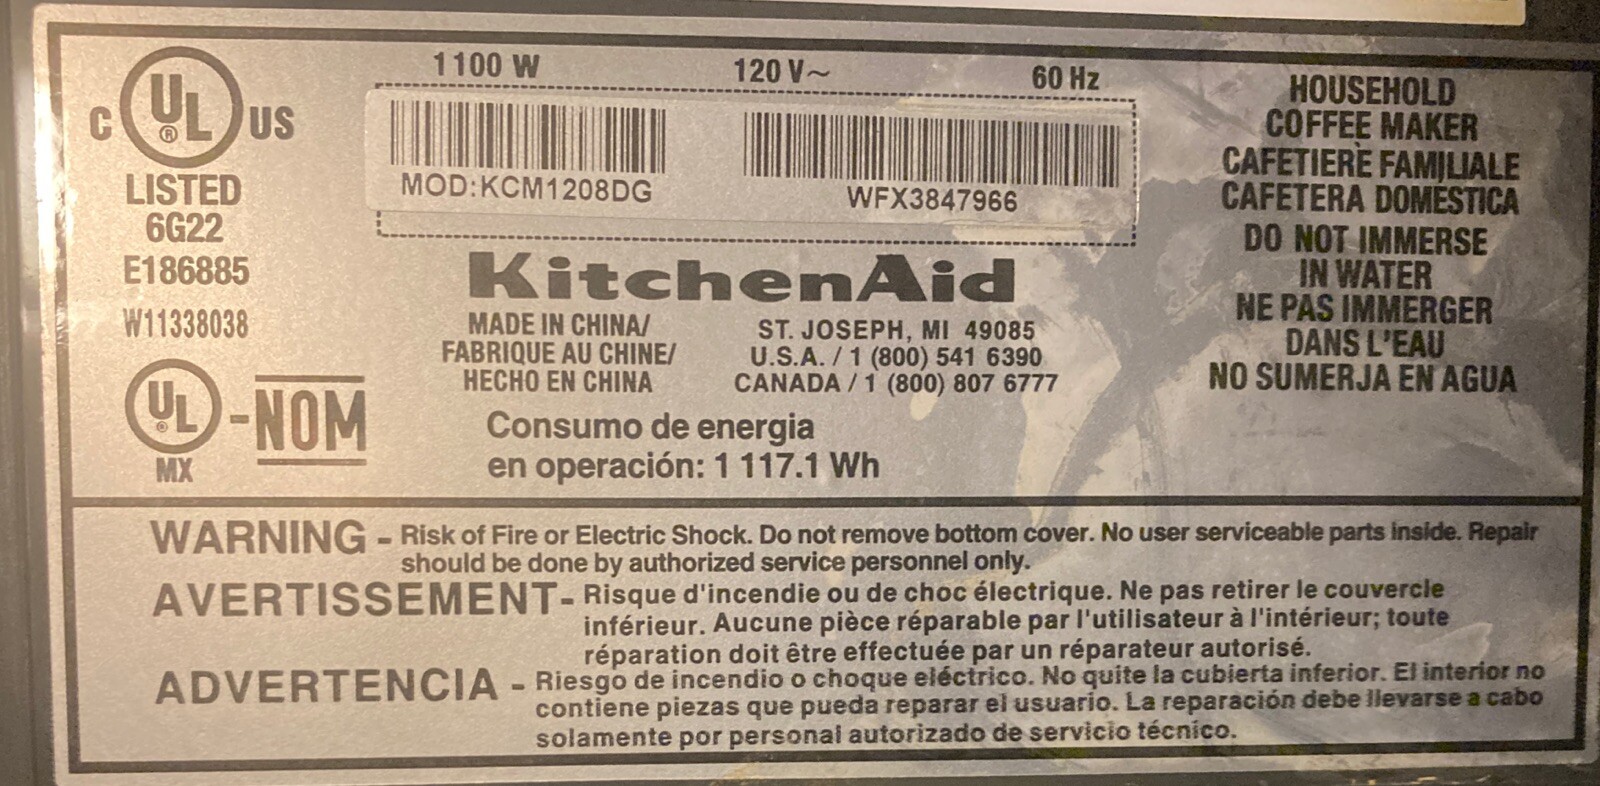 1100 W 120 V~ 60 Hz
C UL ® US
LISTED
6G22
E186885
W11338038
UL ® - NOM
MX
MOD:KCM1208DG WFX3847966
KitchenAid
MADE IN CHINA/
FABRIQUE AU CHINE/
HECHO EN CHINA
ST. JOSEPH, MI 49085
U.S.A. / 1 (800) 541 6390
CANADA / 1 (800) 807 6777
Consumo de energia
en operación: 1 117.1 Wh
HOUSEHOLD
COFFEE MAKER
CAFETIERE FAMILIALE
CAFETERA DOMESTICA
DO NOT IMMERSE
IN WATER
NE PAS IMMERGER
DANS L'EAU
NO SUMERJA EN AGUA
WARNING - Risk of Fire or Electric Shock. Do not remove bottom cover. No user serviceable parts inside. Repair
should be done by authorized service personnel only.
AVERTISSEMENT- Risque d'incendie ou de choc électrique. Ne pas retirer le couvercle
inférieur. Aucune pièce réparable par l'utilisateur à l'intérieur; toute
réparation doit être effectuée par un réparateur autorisé.
ADVERTENCIA - Riesgo de incendio o choque eléctrico. No quite la cubierta inferior. El interior no
contiene piezas que pueda reparar el usuario. La reparación debe llevarse a cabo
solamente por personal autorizado de servicio técnico.